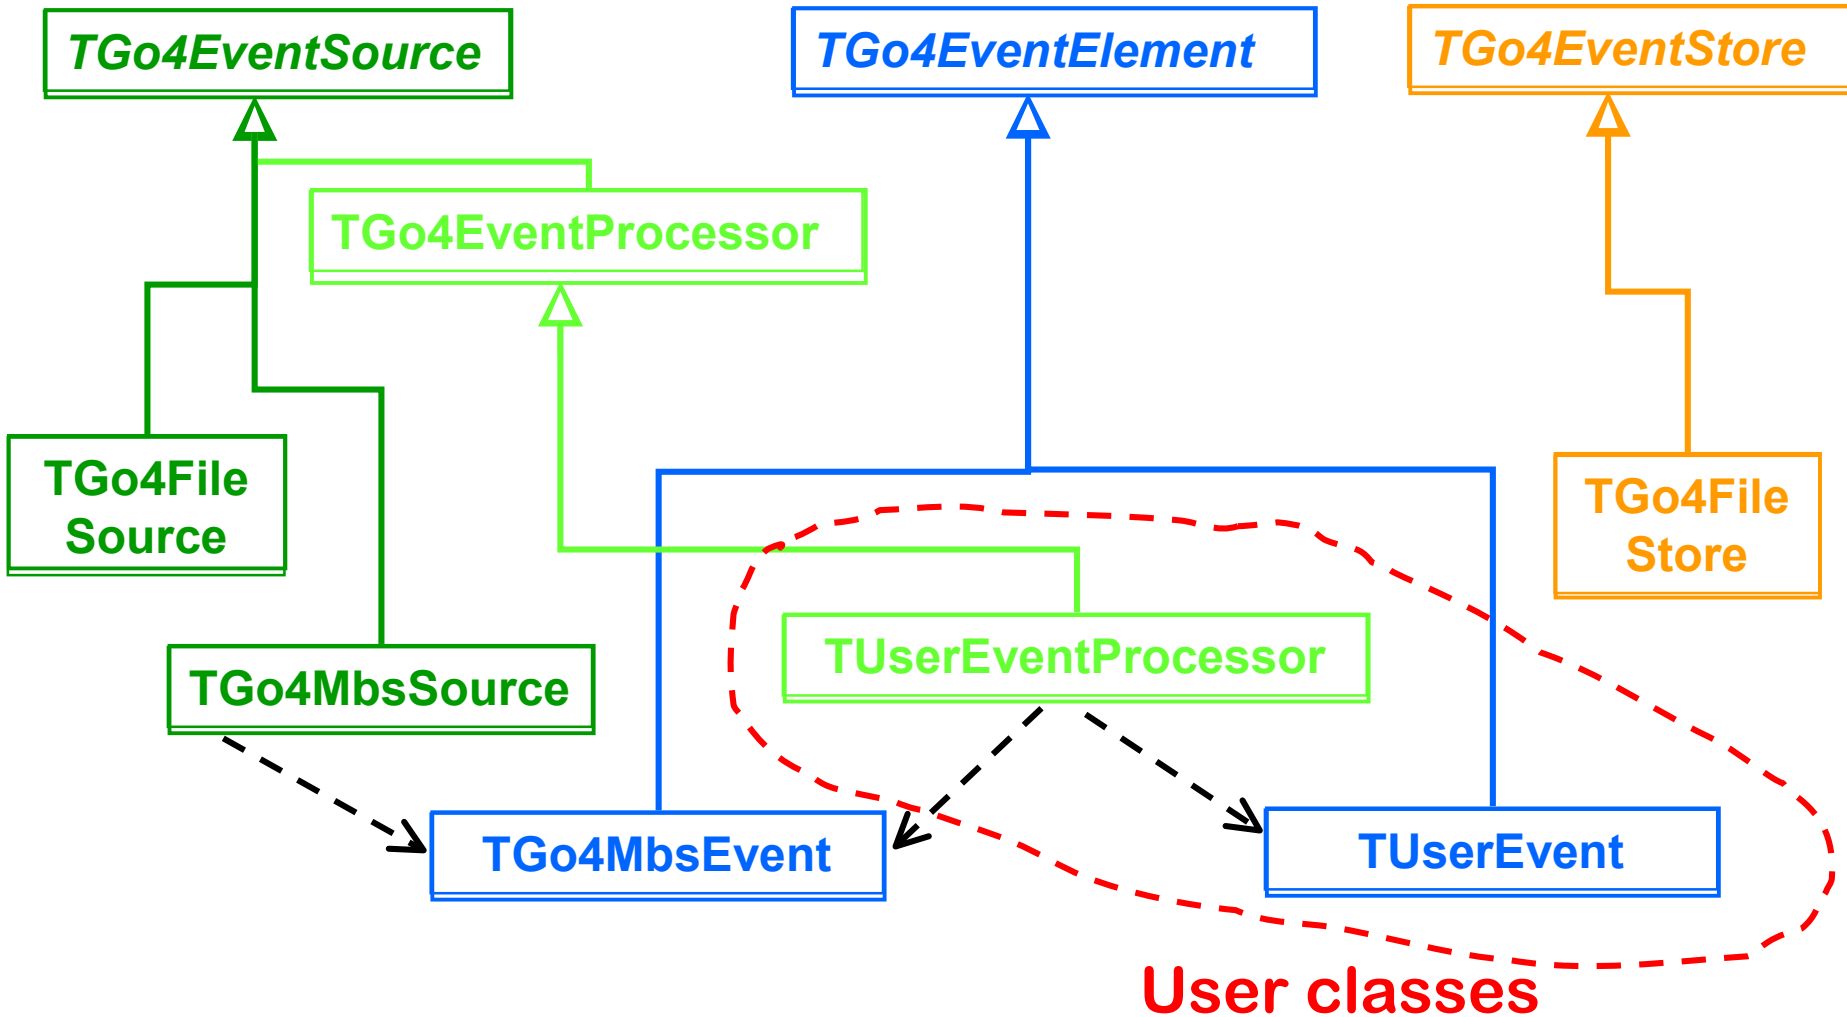 TGo4EventSource
TGo4EventElement
TGo4EventStore
TGo4EventProcessor
TGo4File
Source
TGo4File
Store
TUserEventProcessor
TGo4MbsSource
TGo4MbsEvent
TUserEvent
User classes